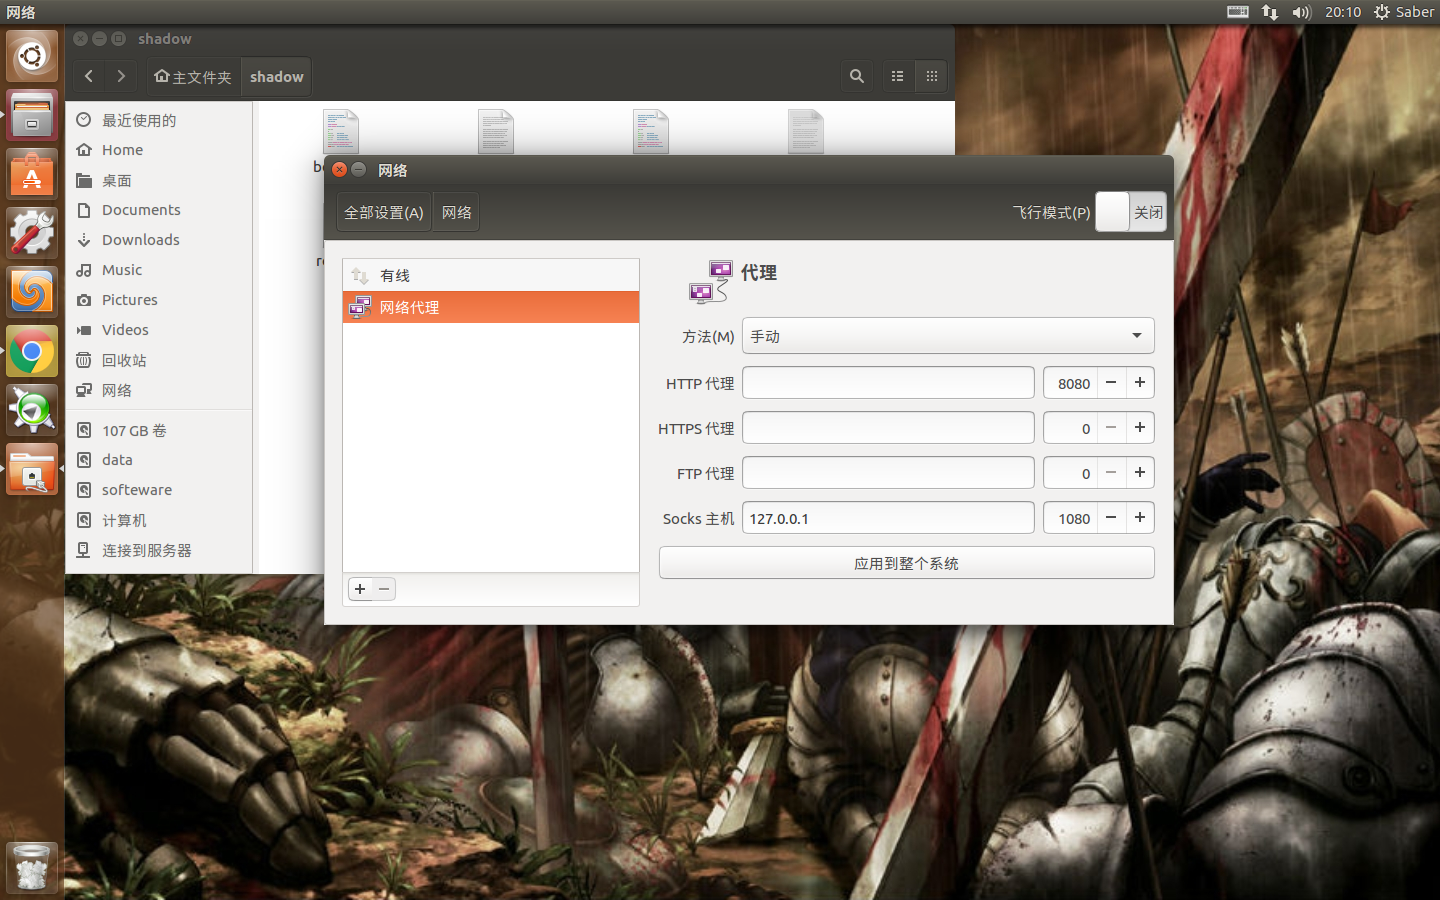 网络
20:10
Saber
shadow
主文件夹
shadow
最近使用的
Home
桌面
Documents
Downloads
Music
Pictures
Videos
回收站
网络
107 GB 卷
data
softeware
计算机
连接到服务器
网络
全部设置(A)
网络
飞行模式(P)
关闭
有线
网络代理
代理
方法(M)
手动
HTTP 代理
8080
HTTPS 代理
0
FTP 代理
0
Socks 主机
127.0.0.1
1080
应用到整个系统